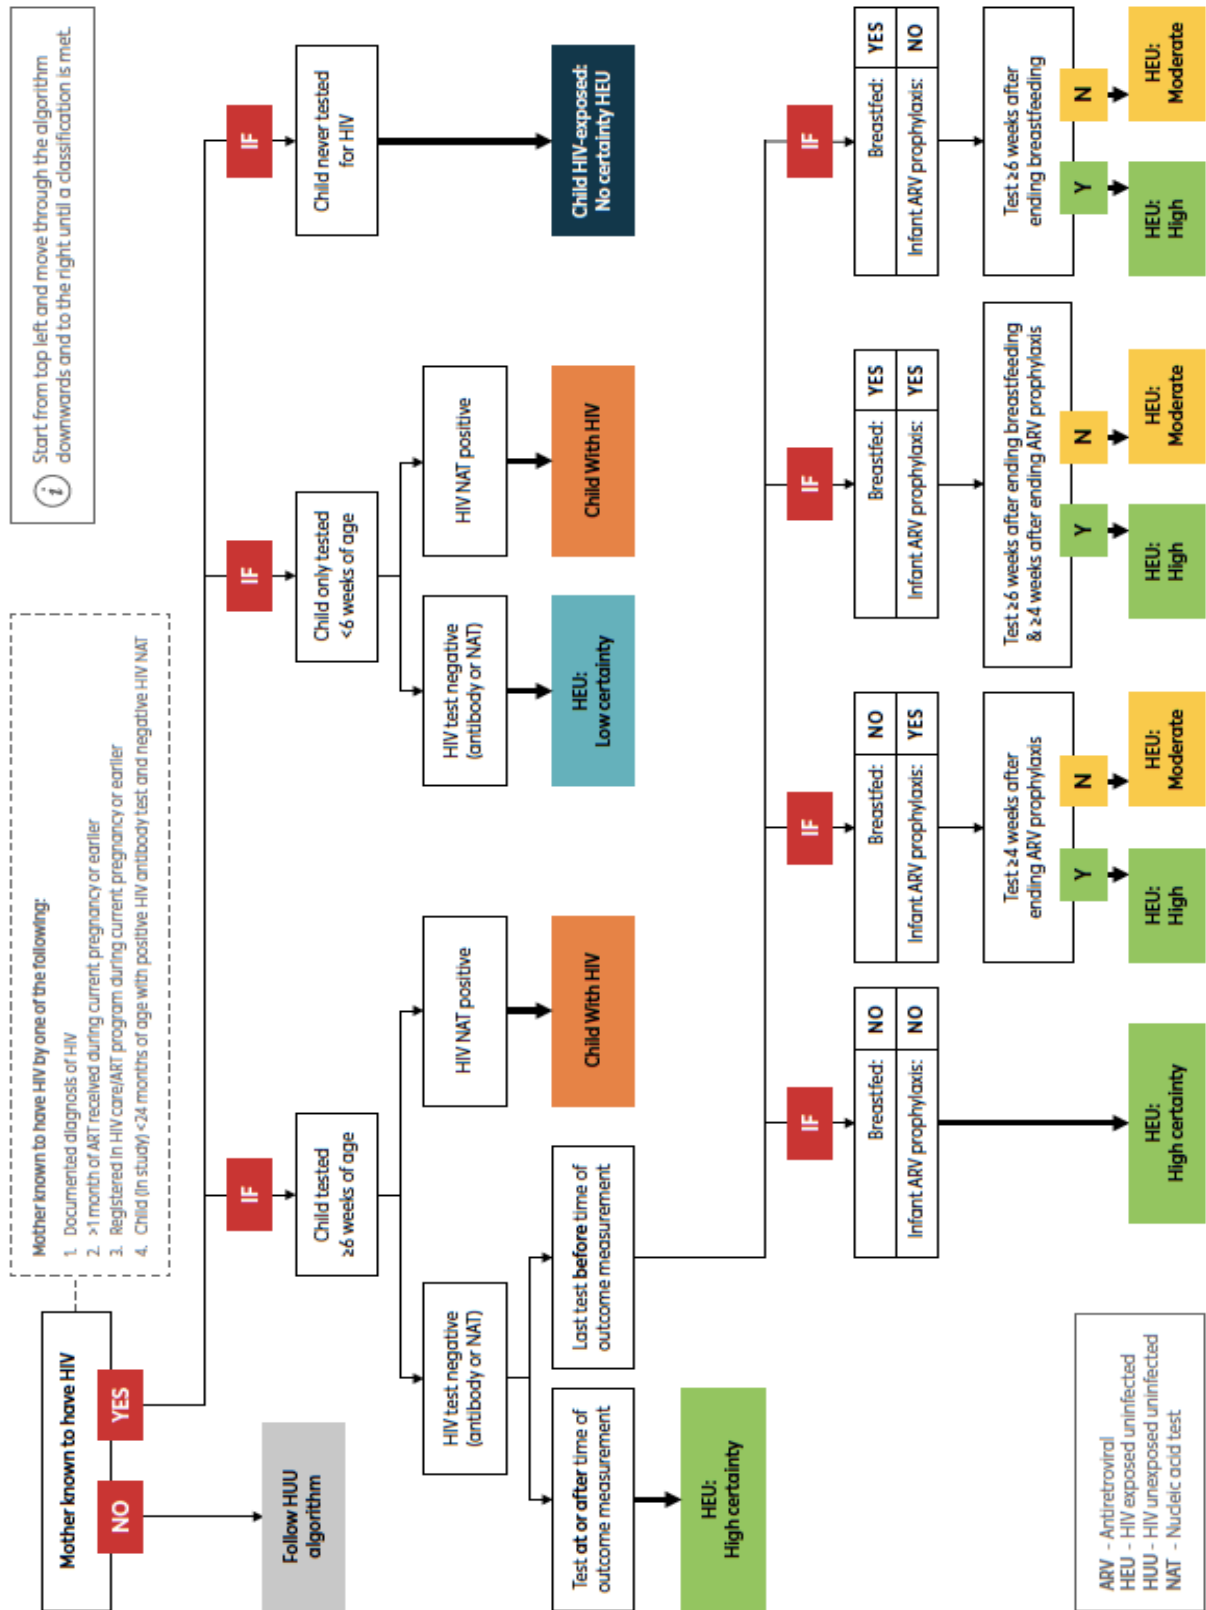 Mother known to have HIV
NO
YES
Follow HUU
algorithm
Mother known to have HIV by one of the following:
1. Documented diagnosis of HIV
2. >1 month of ART received during current pregnancy or earlier
3. Registered in HIV care/ART program during current pregnancy or earlier
4. Child (in study) <24 months of age with positive HIV antibody test and negative HIV NAT
i
Start from top left and move through the algorithm
downwards and to the right until a classification is met.
IF
Child tested
≥6 weeks of age
HIV test negative
(antibody or NAT)
HIV NAT positive
Child With HIV
Test at or after time of
outcome measurement
HEU:
High certainty
Last test before time of
outcome measurement
IF
Child only tested
<6 weeks of age
HIV test negative
(antibody or NAT)
HEU:
Low certainty
HIV NAT positive
Child With HIV
IF
Child never tested
for HIV
Child HIV-exposed:
No certainty HEU
IF
Breastfed: NO
Infant ARV prophylaxis: NO
HEU:
High certainty
IF
Breastfed: NO
Infant ARV prophylaxis: YES
Test ≥4 weeks after
ending ARV prophylaxis
Y
N
HEU:
High
HEU:
Moderate
IF
Breastfed: YES
Infant ARV prophylaxis: YES
Test ≥6 weeks after ending breastfeeding
& ≥4 weeks after ending ARV prophylaxis
Y
N
HEU:
High
HEU:
Moderate
IF
Breastfed: YES
Infant ARV prophylaxis: NO
Test ≥6 weeks after
ending breastfeeding
Y
N
HEU:
High
HEU:
Moderate
ARV - Antiretroviral
HEU - HIV exposed uninfected
HUU - HIV unexposed uninfected
NAT - Nucleic acid test